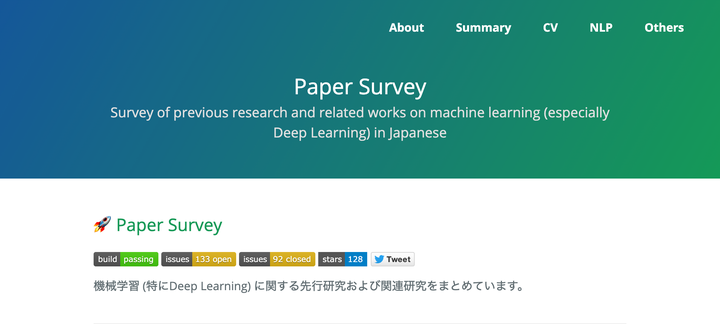 About Summary CV NLP Others
Paper Survey
Survey of previous research and related works on machine learning (especially
Deep Learning) in Japanese
🚀 Paper Survey
build passing issues 133 open issues 92 closed stars 128 Tweet
機械学習 (特にDeep Learning) に関する先行研究および関連研究をまとめています。